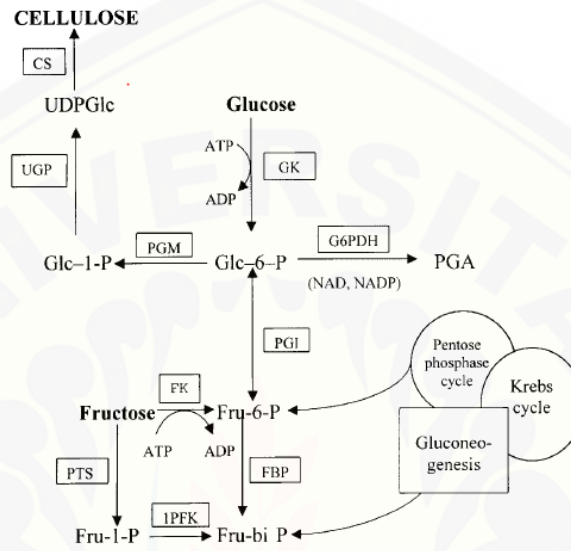 CELLULOSE
CS
UDPGlc
Glucose
ATP
UGP
GK
ADP
PGM
G6PDH
Glc-1-P
Glc-6-P
PGA
(NAD, NADP)
PGI
Pentose
phosphase
cycle
Krebs
cycle
FK
Fructose
Fru-6-P
ATP
ADP
Gluconeo-
genesis
PTS
FBP
1PFK
Fru-1-P
Fru-bi P